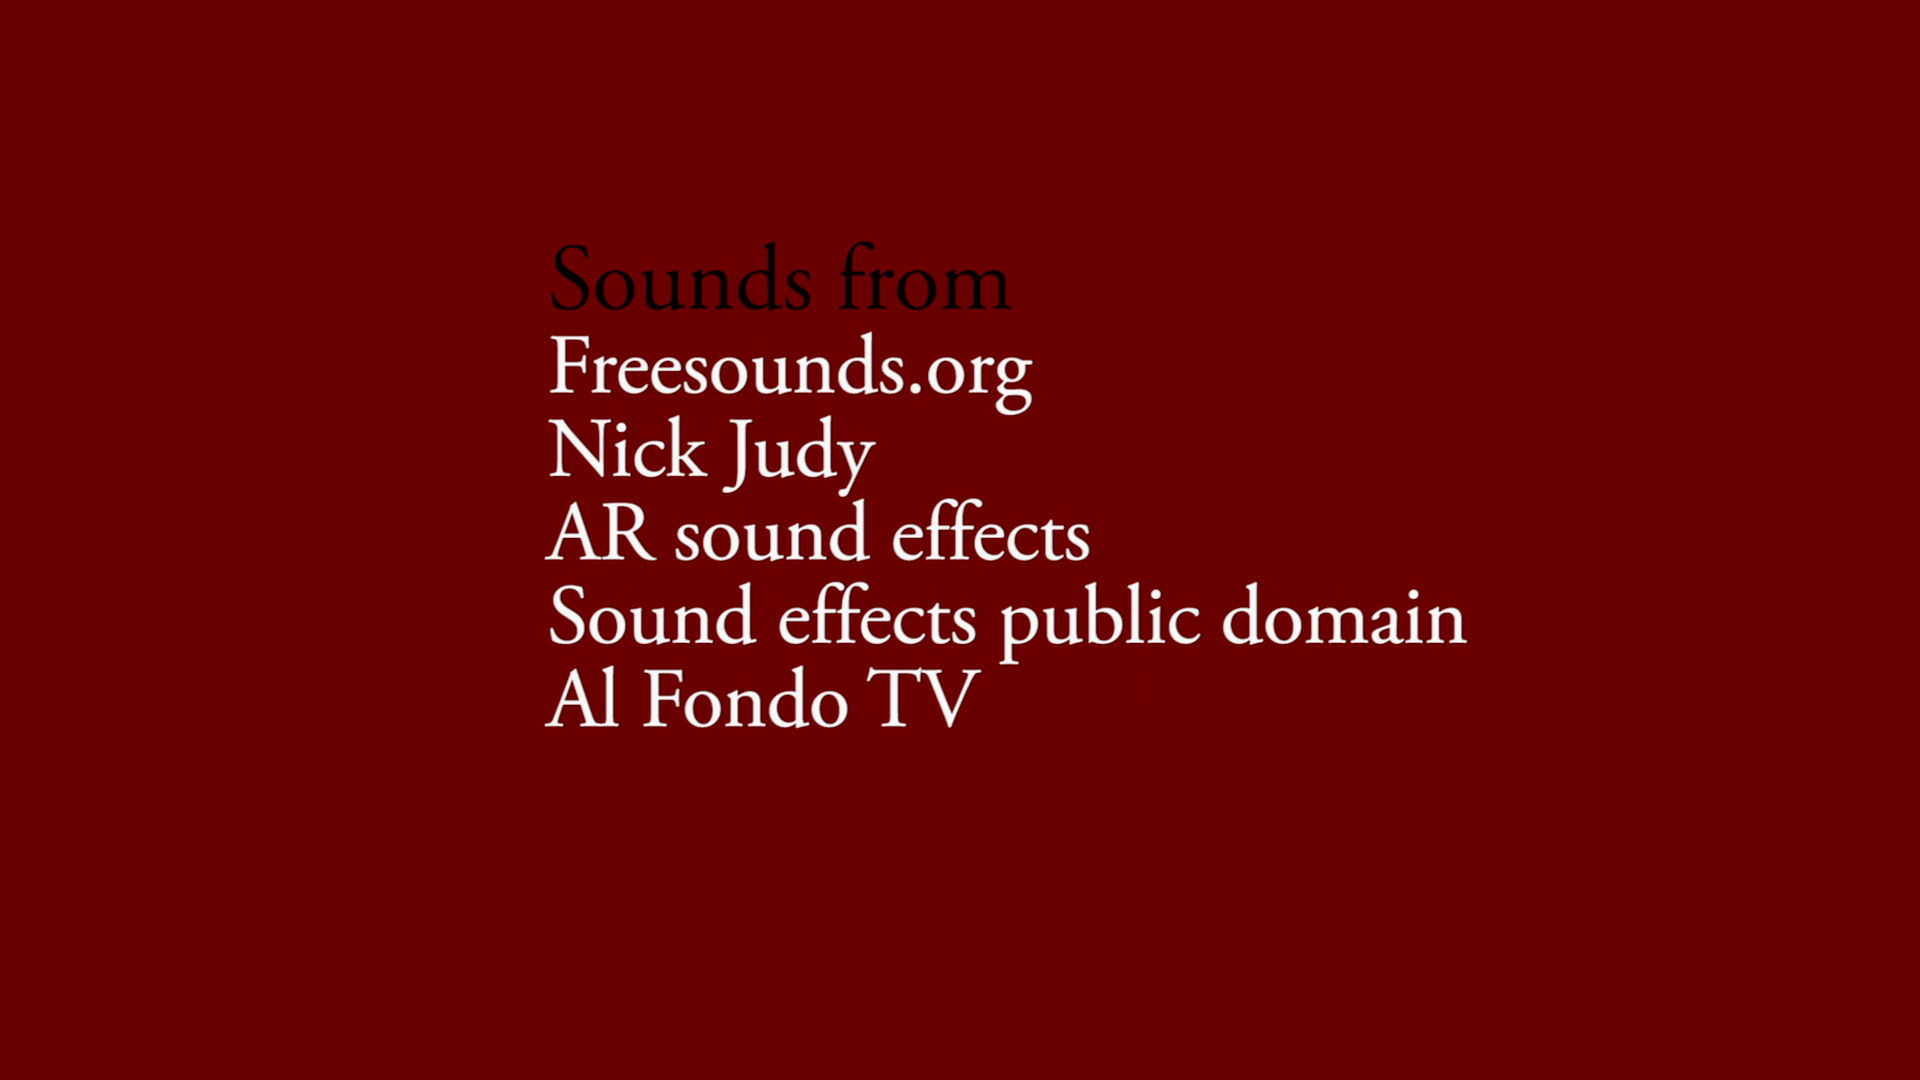 Sounds from
Freesounds.org
Nick Judy
AR sound effects
Sound effects public domain
Al Fondo TV